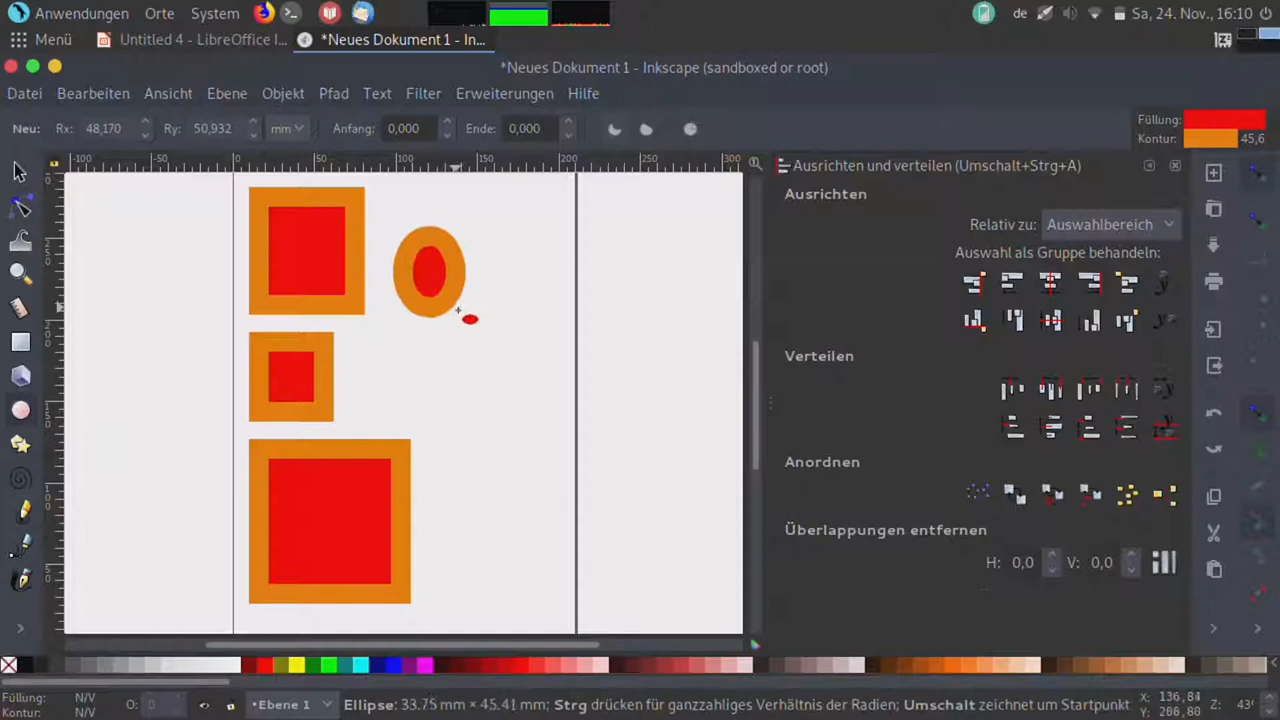 Anwendungen Orte System de Sa, 24. Nov., 16:10
Menü Untitled 4 - LibreOffice I... *Neues Dokument 1 - In...
*Neues Dokument 1 - Inkscape (sandboxed or root)
Datei Bearbeiten Ansicht Ebene Objekt Pfad Text Filter Erweiterungen Hilfe
Neu: Rx: 48,170 Ry: 50,932 mm Anfang: 0,000 Ende: 0,000
Füllung:
Kontur: 45,6
-100 -50 0 50 100 150 200 250 300
Ausrichten und verteilen (Umschalt+Strg+A)
Ausrichten
Relativ zu: Auswahlbereich
Auswahl als Gruppe behandeln:
Verteilen
Anordnen
Überlappungen entfernen
H: 0,0 V: 0,0
Füllung: N/V
Kontur: N/V
O: 0
•Ebene 1
Ellipse: 33.75 mm × 45.41 mm; Strg drücken für ganzzahliges Verhältnis der Radien; Umschalt zeichnet um Startpunkt
X: 136,84
Y: 206,80
Z: 43